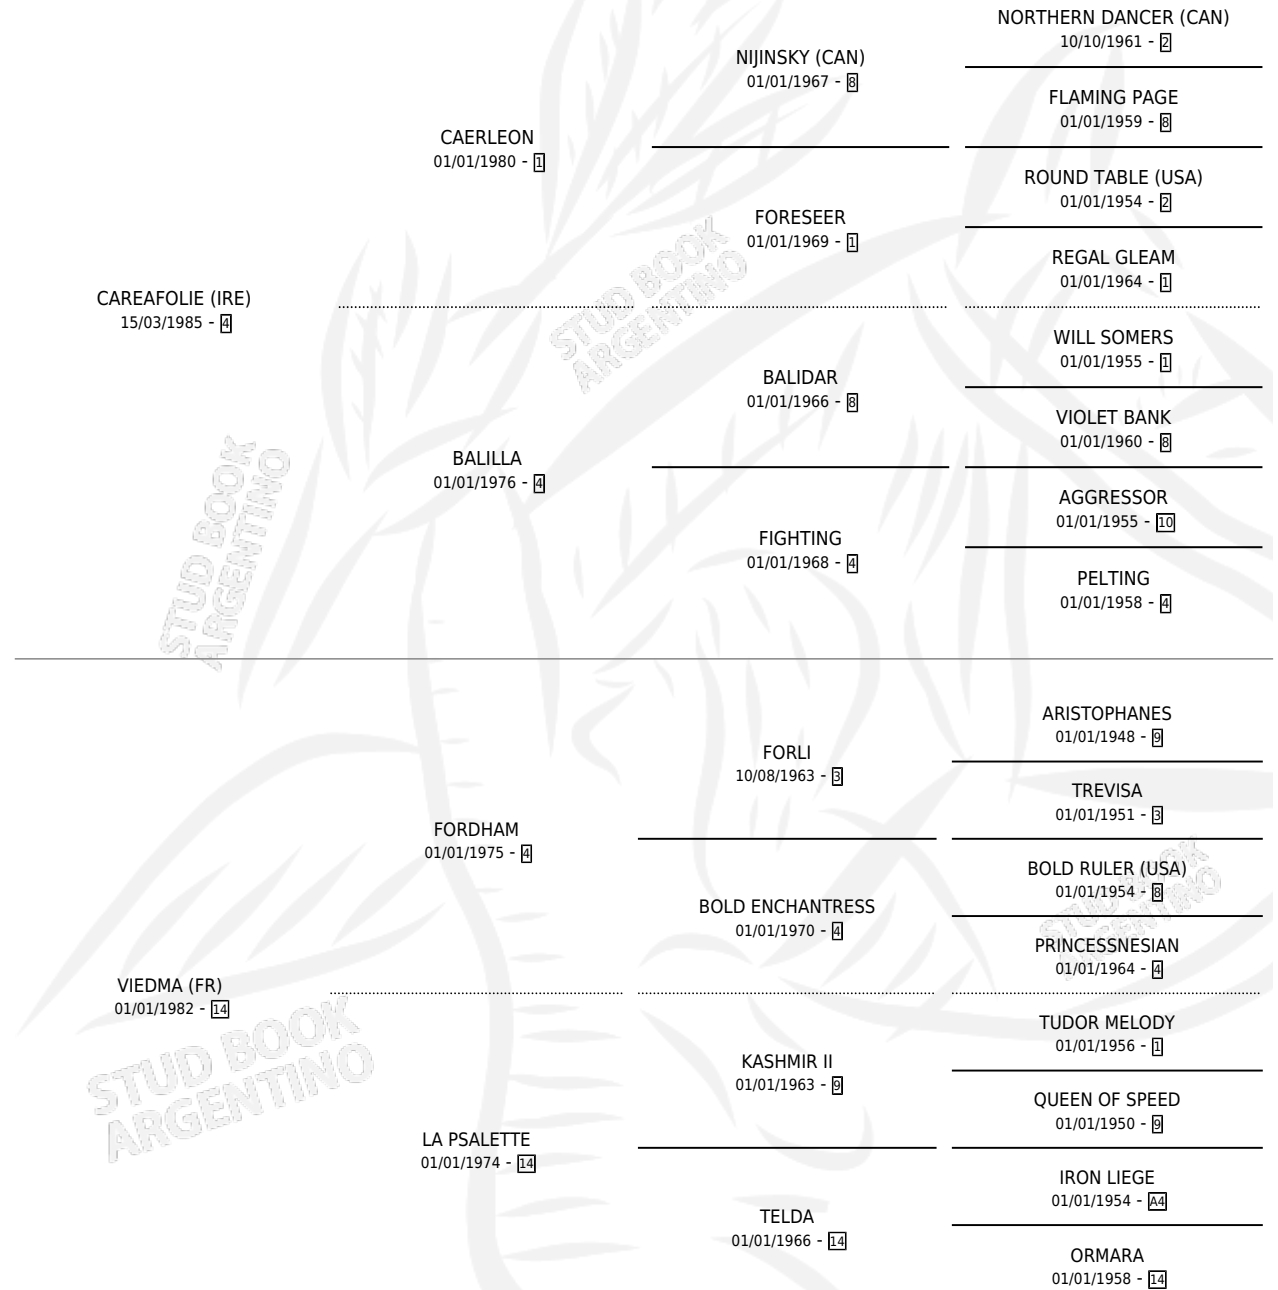 NORTHERN DANCER (CAN)
10/10/1961 - 2
NIJINSKY (CAN)
01/01/1967 - 8
FLAMING PAGE
01/01/1959 - 8
CAERLEON
01/01/1980 - 1
ROUND TABLE (USA)
01/01/1954 - 2
FORESEER
01/01/1969 - 1
REGAL GLEAM
01/01/1964 - 1
CAREAFOLIE (IRE)
15/03/1985 - 4
STUD BOOK
ARGENTINO
WILL SOMERS
01/01/1955 - 1
BALIDAR
01/01/1966 - 8
VIOLET BANK
01/01/1960 - 8
BALILLA
01/01/1976 - 4
AGGRESSOR
01/01/1955 - 10
FIGHTING
01/01/1968 - 4
PELTING
01/01/1958 - 4
STUD BOOK
ARGENTINO
ARISTOPHANES
01/01/1948 - 9
FORLI
10/08/1963 - 3
TREVISA
01/01/1951 - 3
FORDHAM
01/01/1975 - 4
BOLD RULER (USA)
01/01/1954 - 8
BOLD ENCHANTRESS
01/01/1970 - 4
PRINCESSNESIAN
01/01/1964 - 4
STUD BOOK
ARGENTINO
VIEDMA (FR)
01/01/1982 - 14
TUDOR MELODY
01/01/1956 - 1
KASHMIR II
01/01/1963 - 9
QUEEN OF SPEED
01/01/1950 - 9
STUD BOOK
ARGENTINO
LA PSALETTE
01/01/1974 - 14
IRON LIEGE
01/01/1954 - A4
TELDA
01/01/1966 - 14
ORMARA
01/01/1958 - 14